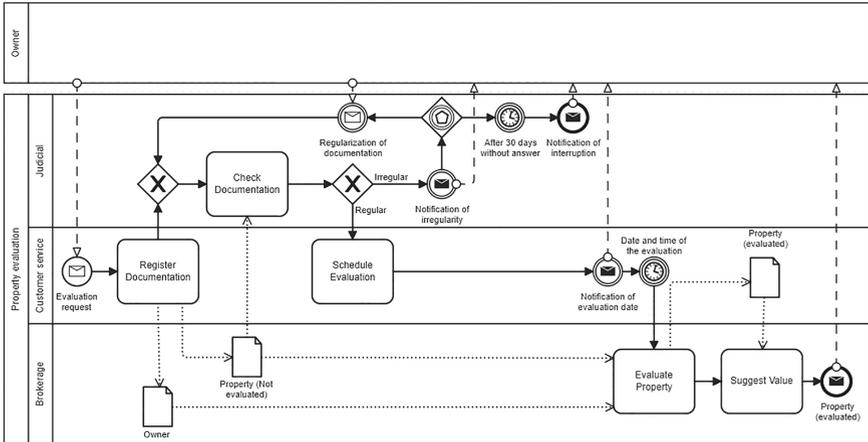 Owner
Property evaluation
Judicial
Customer service
Brokerage
Regularization of
documentation
After 30 days
without answer
Notification of
interruption
X
Check
Documentation
X
Irregular
Regular
Notification of
irregularity
Evaluation
request
Register
Documentation
Schedule
Evaluation
Notification of
evaluation date
Date and time of
the evaluation
Property
(evaluated)
Property (Not
evaluated)
Owner
Evaluate
Property
Suggest Value
Property
(evaluated)